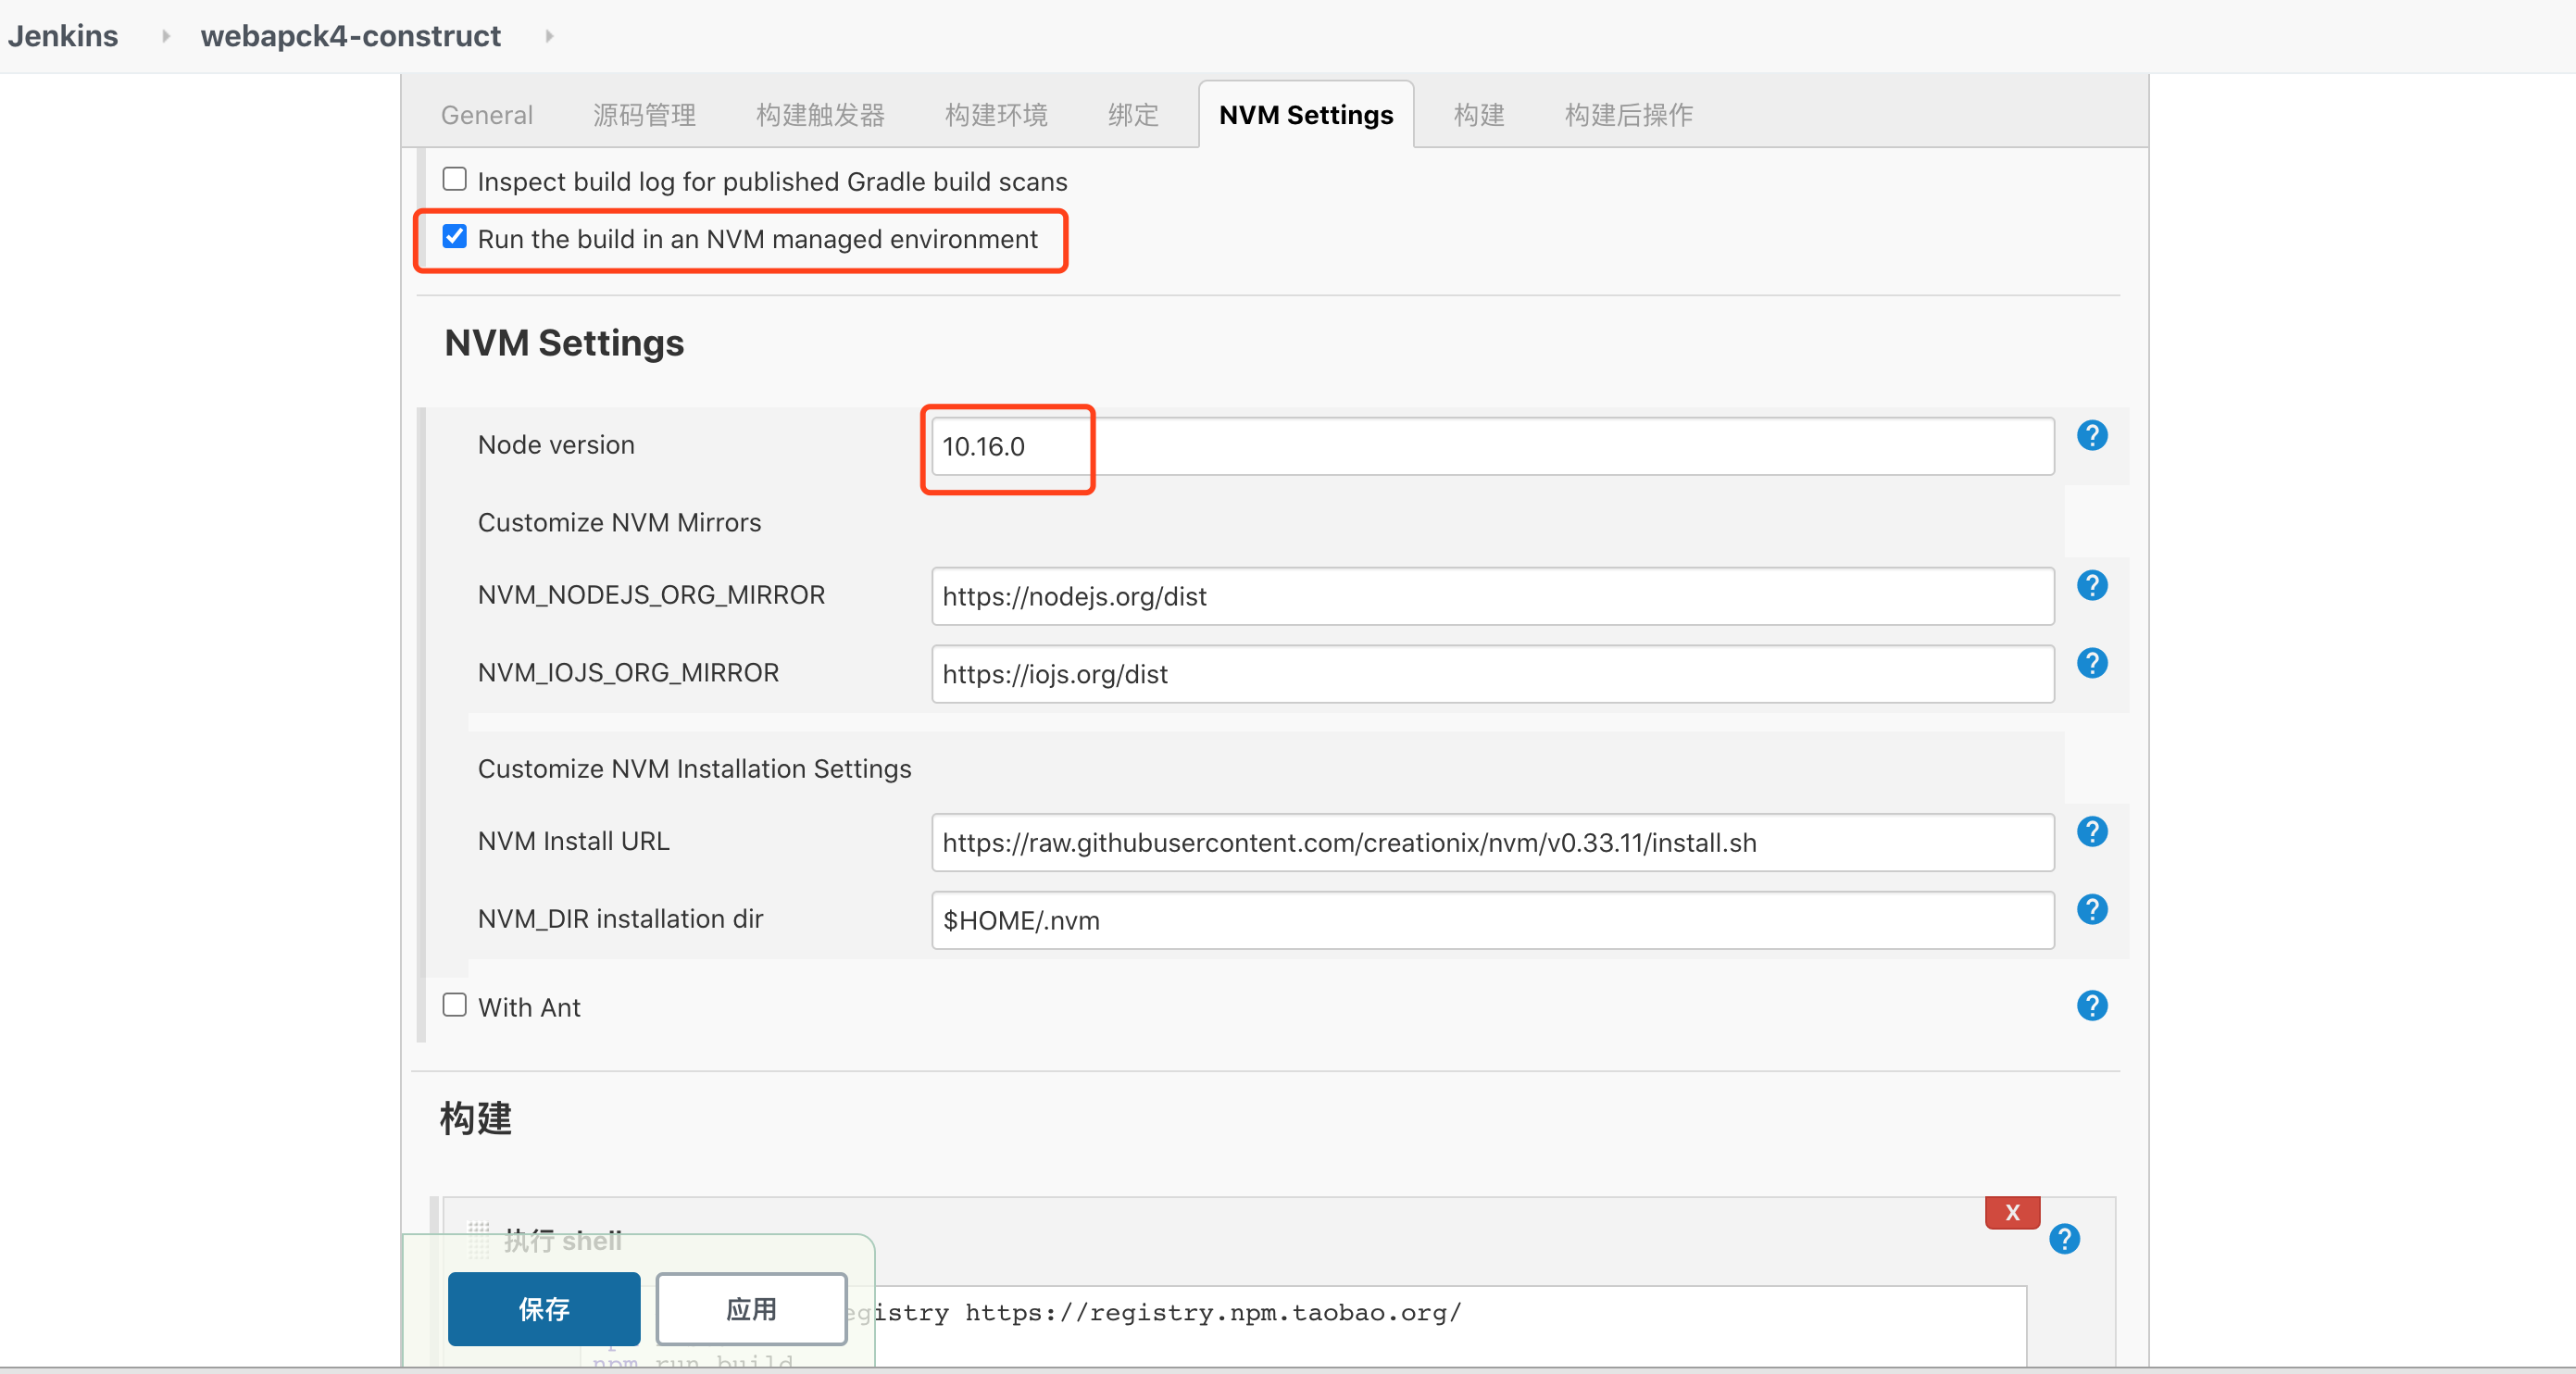 Jenkins webapck4-construct
General 源码管理 构建触发器 构建环境 绑定 NVM Settings 构建 构建后操作
Inspect build log for published Gradle build scans
Run the build in an NVM managed environment
NVM Settings
Node version 10.16.0 ?
Customize NVM Mirrors
NVM_NODEJS_ORG_MIRROR https://nodejs.org/dist ?
NVM_IOJS_ORG_MIRROR https://iojs.org/dist ?
Customize NVM Installation Settings
NVM Install URL https://raw.githubusercontent.com/creationix/nvm/v0.33.11/install.sh ?
NVM_DIR installation dir $HOME/.nvm ?
With Ant ?
构建
X
执行 shell ?
保存 应用 egistry https://registry.npm.taobao.org/
npm run build